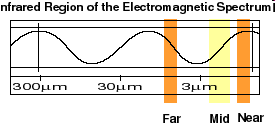 nfrared Region of the Electromagnetic Spectrum
300µm 30µm 3µm
Far Mid Near